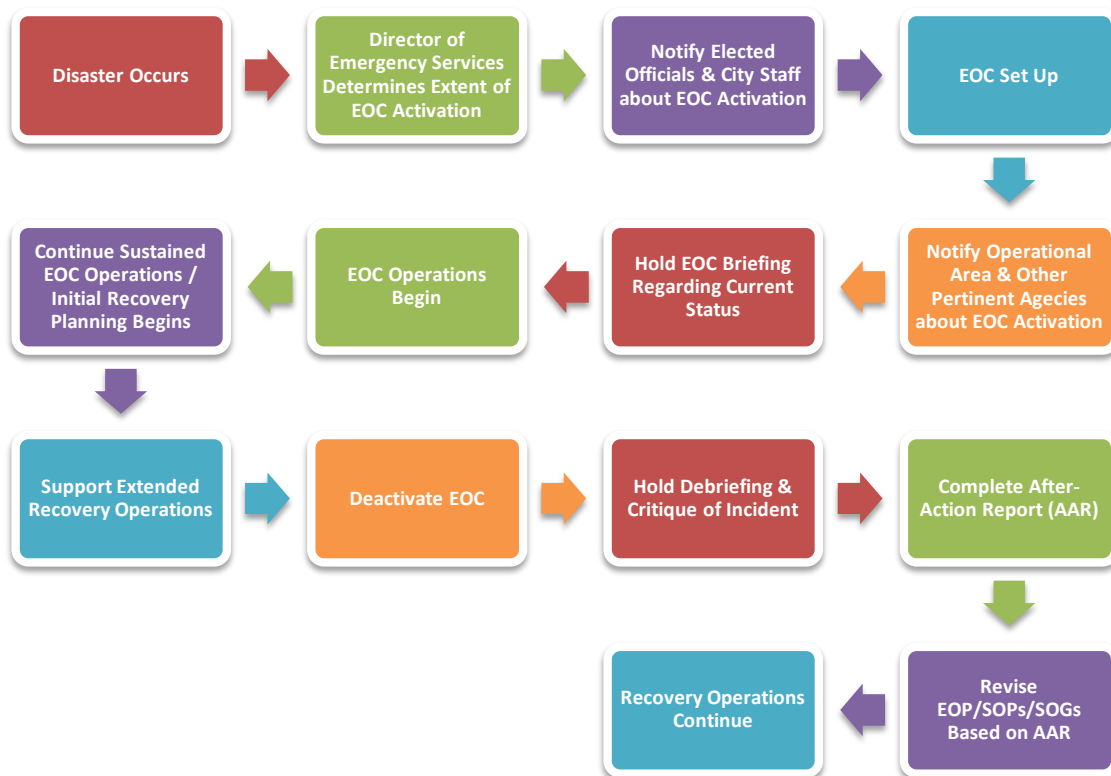 Disaster Occurs
Director of
Emergency Services
Determines Extent of
EOC Activation
Notify Elected
Officials & City Staff
about EOC Activation
EOC Set Up
Notify Operational
Area & Other
Pertinent Agecies
about EOC Activation
Hold EOC Briefing
Regarding Current
Status
EOC Operations
Begin
Continue Sustained
EOC Operations /
Initial Recovery
Planning Begins
Support Extended
Recovery Operations
Deactivate EOC
Hold Debriefing &
Critique of Incident
Complete After-
Action Report (AAR)
Revise
EOP/SOPs/SOGs
Based on AAR
Recovery Operations
Continue